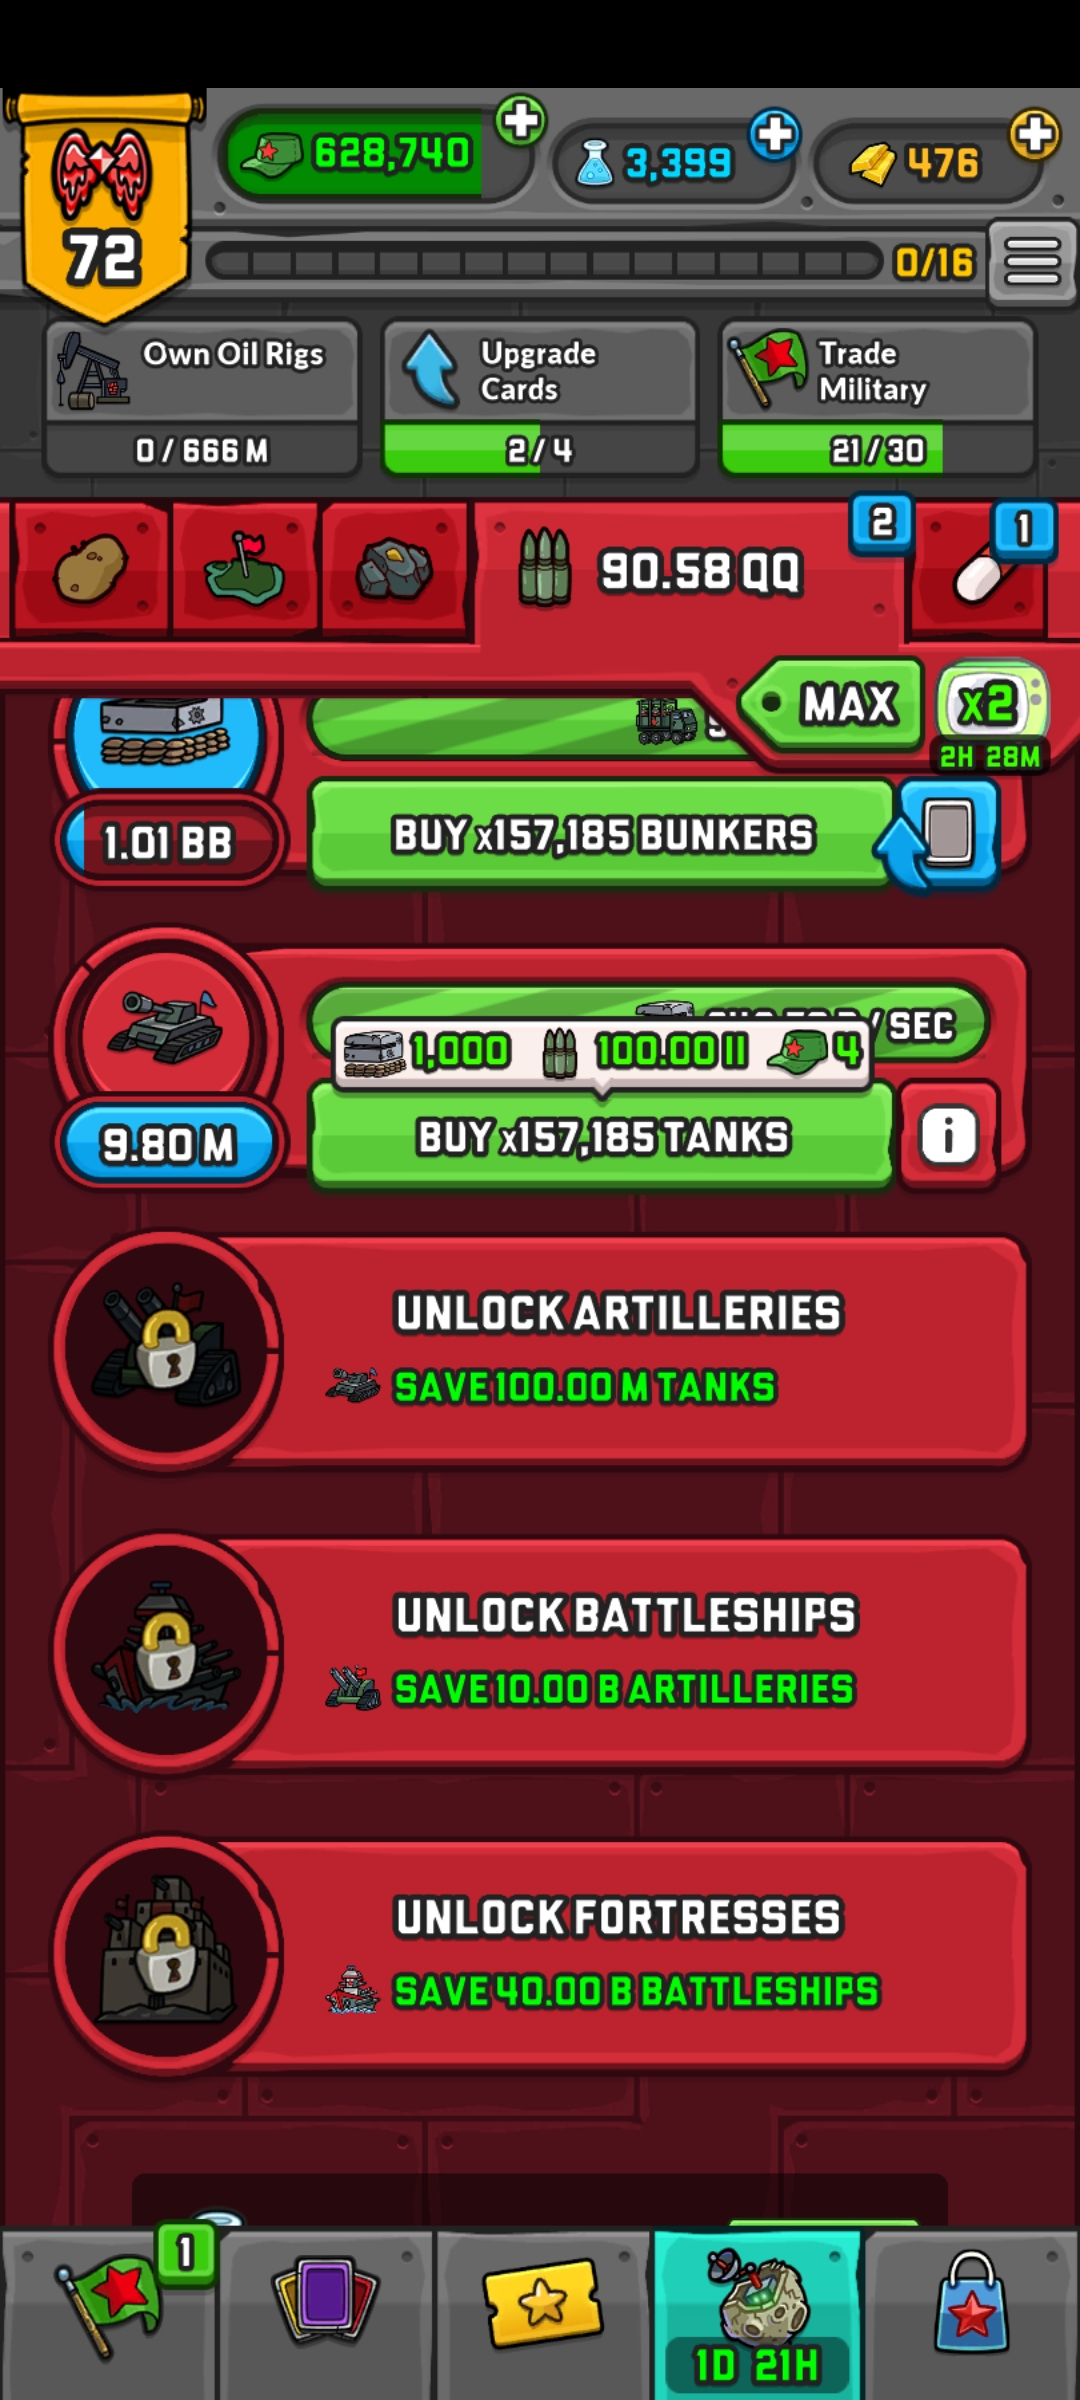 628,740
3,399
476
72
0/16
Own Oil Rigs
0 / 666 M
Upgrade
Cards
2 / 4
Trade
Military
21 / 30
90.58 QQ
2
1
MAX
x2
2H 28M
1.01 BB
BUY x157,185 BUNKERS
/ SEC
1,000
100.00 II
4
9.80 M
BUY x157,185 TANKS
i
UNLOCK ARTILLERIES
SAVE 100.00 M TANKS
UNLOCK BATTLESHIPS
SAVE 10.00 B ARTILLERIES
UNLOCK FORTRESSES
SAVE 40.00 B BATTLESHIPS
1
1D 21H